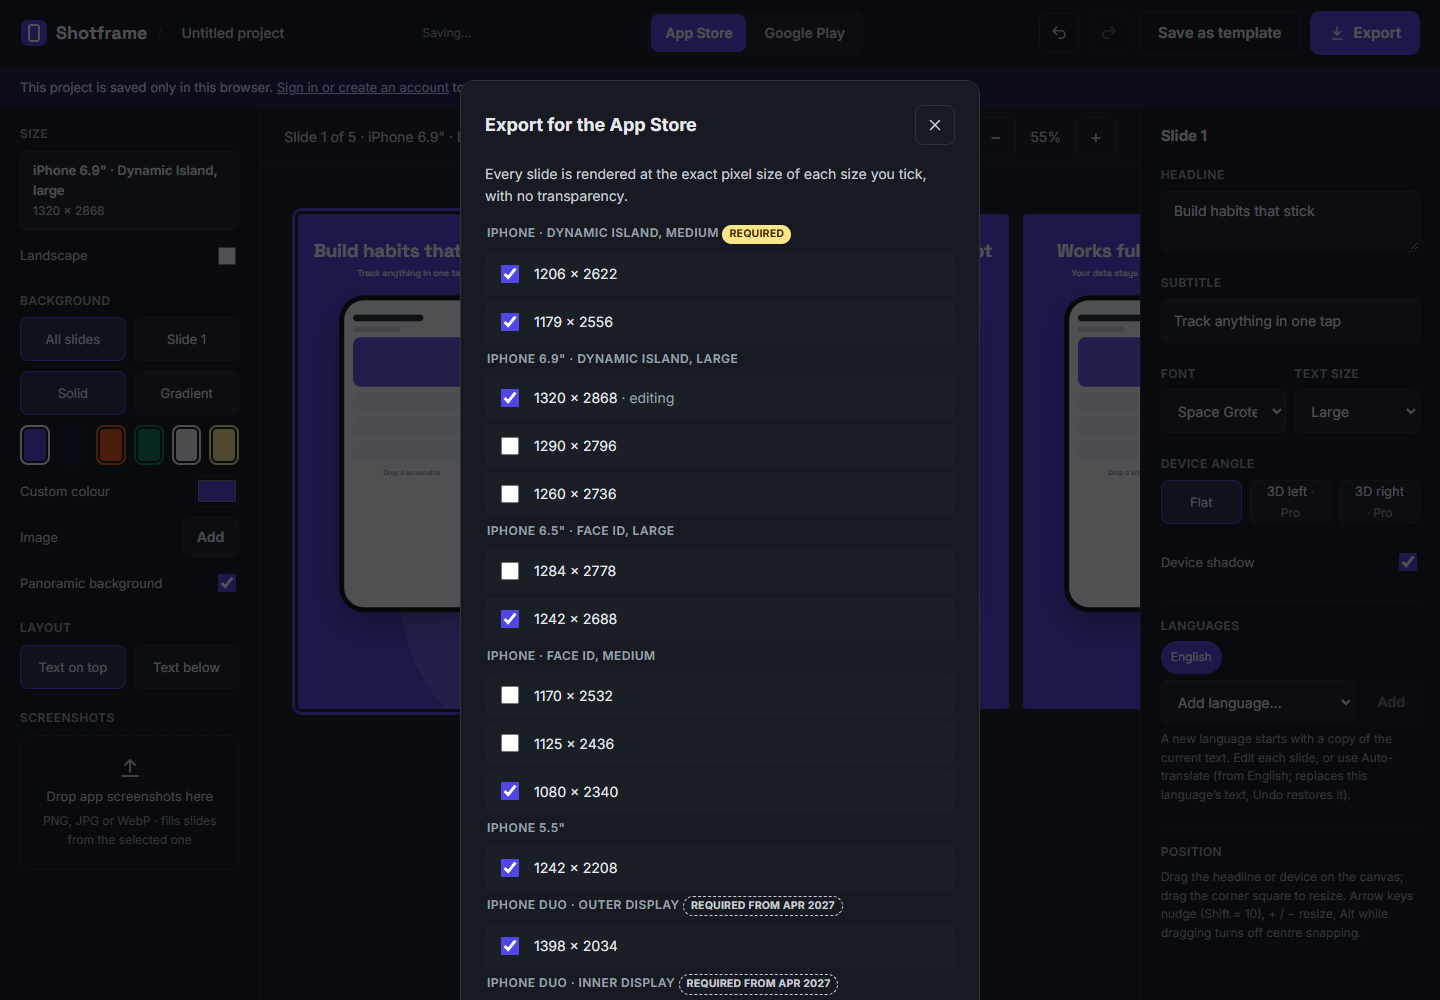 Shotframe / Untitled project
Saving...
App Store
Google Play
Save as template
Export
This project is saved only in this browser. Sign in or create an account to
SIZE
iPhone 6.9" · Dynamic Island, large
1320 × 2868
Landscape
BACKGROUND
All slides
Slide 1
Solid
Gradient
Custom colour
Image
Add
Panoramic background
LAYOUT
Text on top
Text below
SCREENSHOTS
Drop app screenshots here
PNG, JPG or WebP · fills slides
from the selected one
Slide 1 of 5 · iPhone 6.9" ·
55%
Build habits that
Track anything in one ta
Drop a screenshot
Works ful
Your data stays
Export for the App Store
Every slide is rendered at the exact pixel size of each size you tick,
with no transparency.
IPHONE · DYNAMIC ISLAND, MEDIUM REQUIRED
1206 × 2622
1179 × 2556
IPHONE 6.9" · DYNAMIC ISLAND, LARGE
1320 × 2868 · editing
1290 × 2796
1260 × 2736
IPHONE 6.5" · FACE ID, LARGE
1284 × 2778
1242 × 2688
IPHONE · FACE ID, MEDIUM
1170 × 2532
1125 × 2436
1080 × 2340
IPHONE 5.5"
1242 × 2208
IPHONE DUO · OUTER DISPLAY REQUIRED FROM APR 2027
1398 × 2034
IPHONE DUO · INNER DISPLAY REQUIRED FROM APR 2027
Slide 1
HEADLINE
Build habits that stick
SUBTITLE
Track anything in one tap
FONT
TEXT SIZE
Space Grote
Large
DEVICE ANGLE
Flat
3D left · Pro
3D right · Pro
Device shadow
LANGUAGES
English
Add language...
Add
A new language starts with a copy of the
current text. Edit each slide, or use Auto-
translate (from English; replaces this
language's text, Undo restores it).
POSITION
Drag the headline or device on the canvas;
drag the corner square to resize. Arrow keys
nudge (Shift = 10), + / − resize, Alt while
dragging turns off centre snapping.